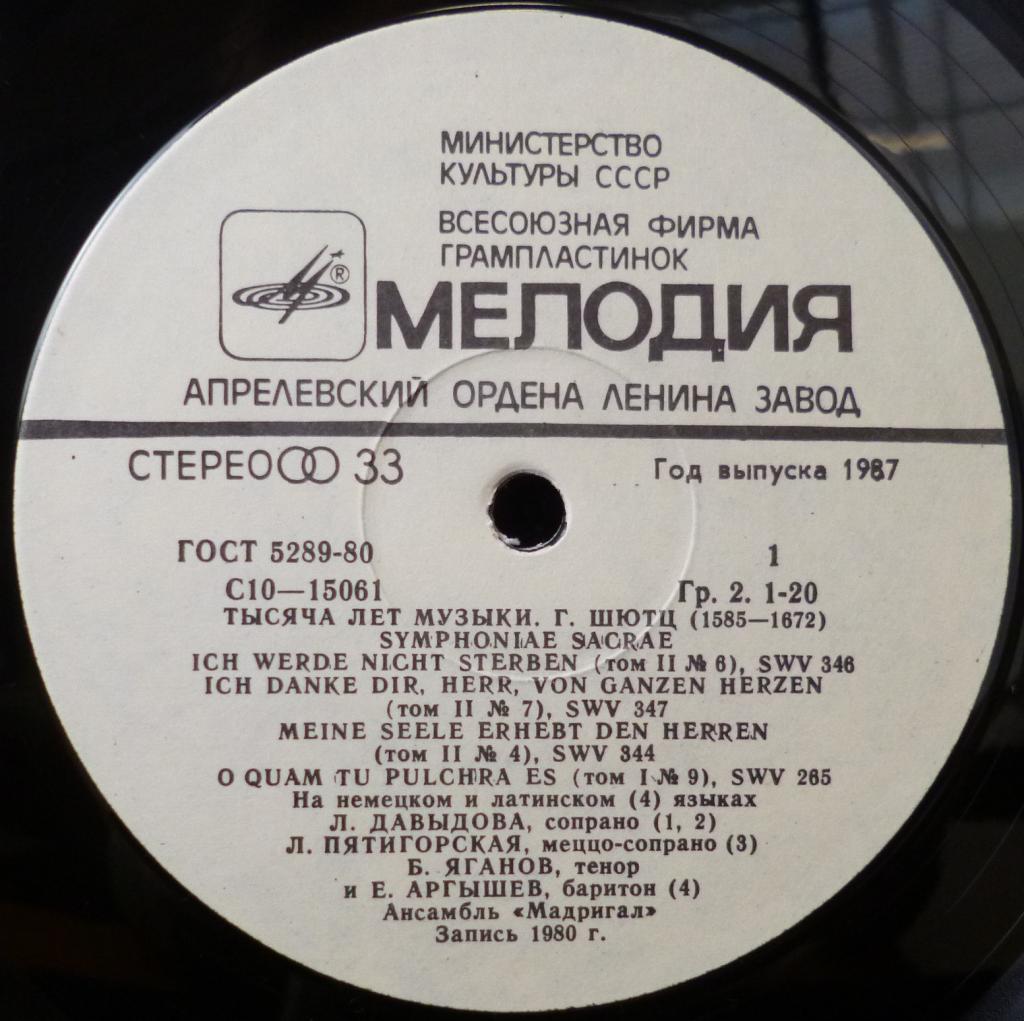 МИНИСТЕРСТВО
КУЛЬТУРЫ СССР
ВСЕСОЮЗНАЯ ФИРМА
ГРАМПЛАСТИНОК
®
МЕЛОДИЯ
АПРЕЛЕВСКИЙ ОРДЕНА ЛЕНИНА ЗАВОД
СТЕРЕО 33
Год выпуска 1987
ГОСТ 5289-80
1
С10—15061
Гр. 2. 1-20
ТЫСЯЧА ЛЕТ МУЗЫКИ. Г. ШЮТЦ (1585—1672)
SYMPHONIAE SACRAE
ICH WERDE NICHT STERBEN (том II № 6), SWV 346
ICH DANKE DIR, HERR, VON GANZEN HERZEN
(том II № 7), SWV 347
MEINE SEELE ERHEBT DEN HERREN
(том II № 4), SWV 344
O QUAM TU PULCHRA ES (том I № 9), SWV 265
На немецком и латинском (4) языках
Л. ДАВЫДОВА, сопрано (1, 2)
Л. ПЯТИГОРСКАЯ, меццо-сопрано (3)
Б. ЯГАНОВ, тенор
и Е. АРГЫШЕВ, баритон (4)
Ансамбль «Мадригал»
Запись 1980 г.